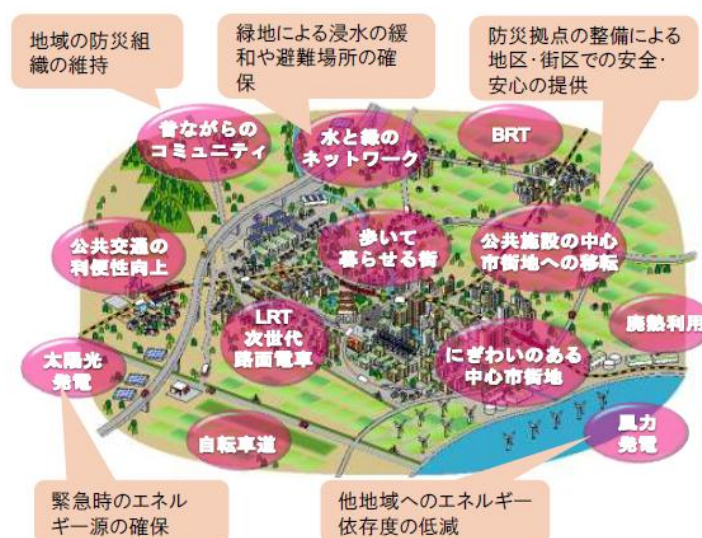 地域の防災組
織の維持
緑地による浸水の緩
和や避難場所の確
保
防災拠点の整備による
地区・街区での安全・
安心の提供
昔ながらの
コミュニティ
水と緑の
ネットワーク
BRT
公共交通の
利便性向上
歩いて
暮らせる街
公共施設の中心
市街地への移転
LRT
次世代
路面電車
廃熱利用
太陽光
発電
にぎわいのある
中心市街地
自転車道
風力
発電
緊急時のエネル
ギー源の確保
他地域へのエネルギー
依存度の低減